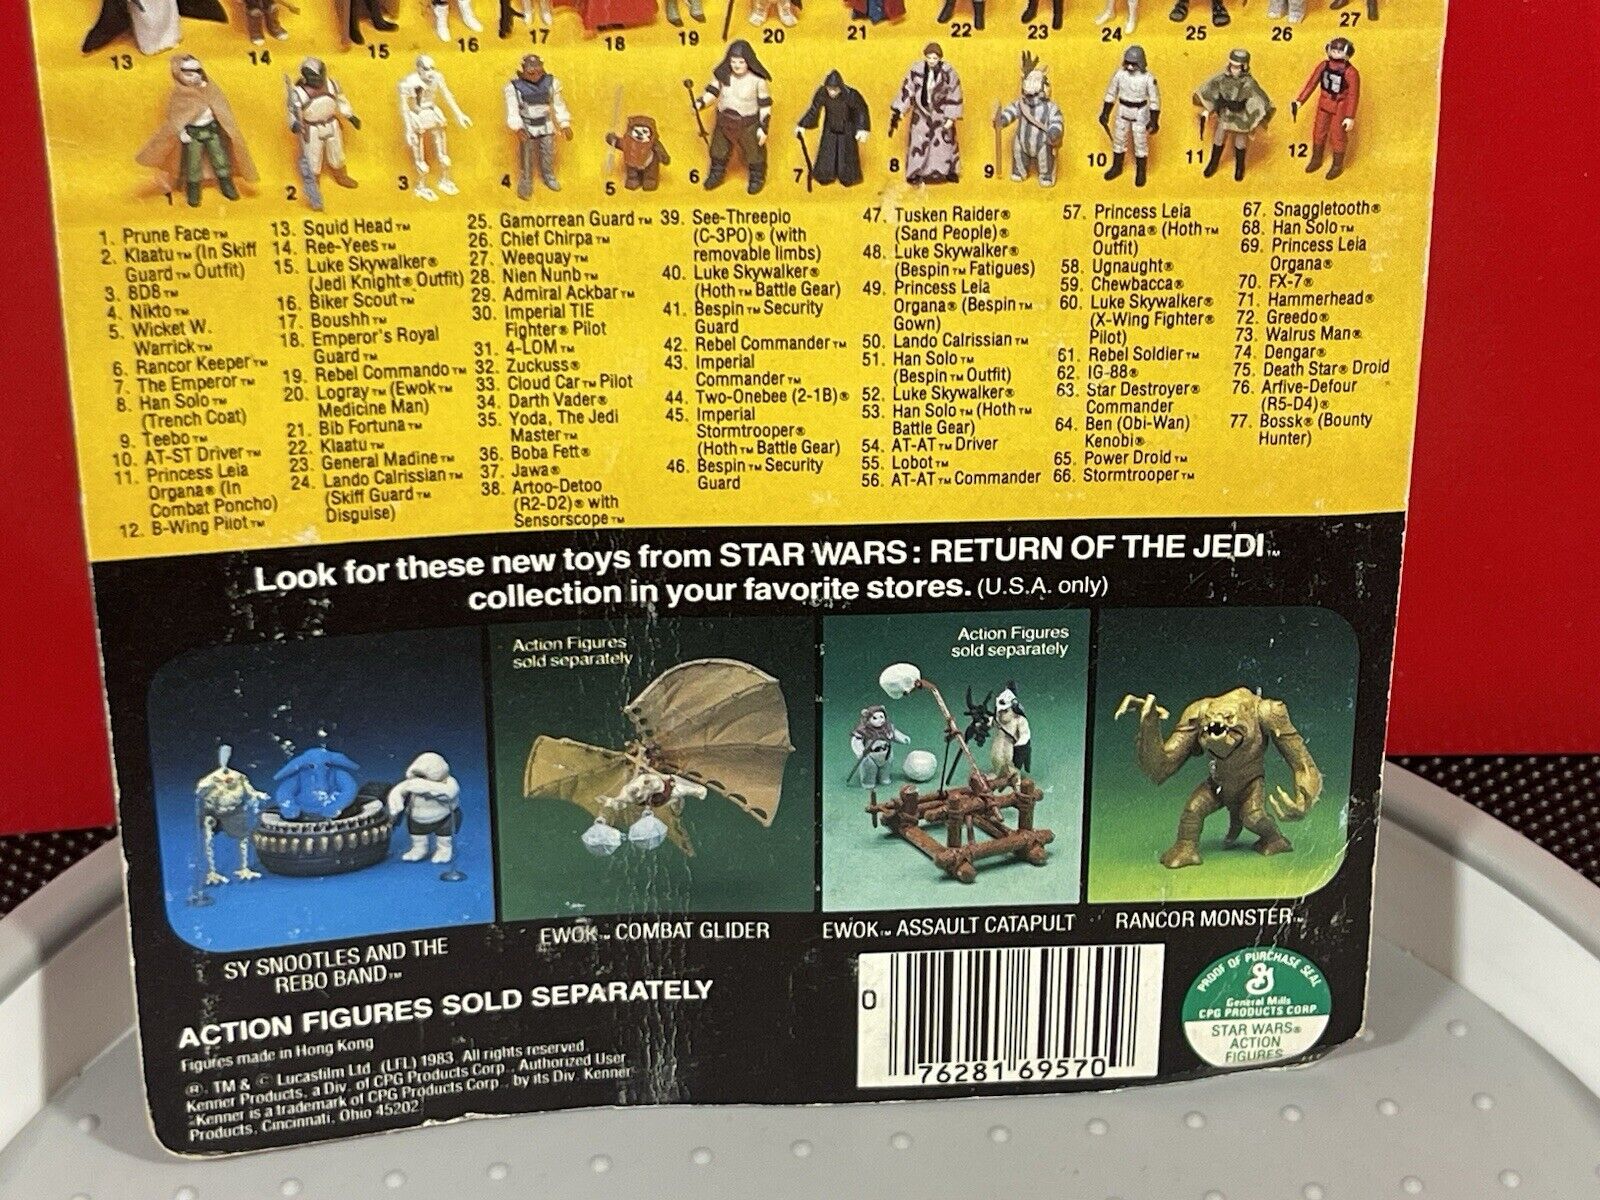 13
14
15
16
17
18
19
20
21
22
23
24
25
26
27
1
2
3
4
5
6
7
8
9
10
11
12
1. Prune Face™
2. Klaatu™ (In Skiff
Guard™ Outfit)
3. 8D8™
4. Nikto™
5. Wicket W.
Warrick™
6. Rancor Keeper™
7. The Emperor™
8. Han Solo™
(Trench Coat)
9. Teebo™
10. AT-ST Driver™
11. Princess Leia
Organa® (In
Combat Poncho)
12. B-Wing Pilot™
13. Squid Head™
14. Ree-Yees™
15. Luke Skywalker®
(Jedi Knight® Outfit)
16. Biker Scout™
17. Boushh™
18. Emperor's Royal
Guard™
19. Rebel Commando™
20. Logray™ (Ewok™
Medicine Man)
21. Bib Fortuna™
22. Klaatu™
23. General Madine™
24. Lando Calrissian™
(Skiff Guard™
Disguise)
25. Gamorrean Guard™
26. Chief Chirpa™
27. Weequay™
28. Nien Nunb™
29. Admiral Ackbar™
30. Imperial TIE
Fighter® Pilot
31. 4-LOM™
32. Zuckuss®
33. Cloud Car™ Pilot
34. Darth Vader®
35. Yoda, The Jedi
Master™
36. Boba Fett®
37. Jawa®
38. Artoo-Detoo
(R2-D2)® with
Sensorscope™
39. See-Threepio
(C-3PO)® (with
removable limbs)
40. Luke Skywalker®
(Hoth™ Battle Gear)
41. Bespin™ Security
Guard
42. Rebel Commander™
43. Imperial
Commander™
44. Two-Onebee (2-1B)®
45. Imperial
Stormtrooper®
(Hoth™ Battle Gear)
46. Bespin™ Security
Guard
47. Tusken Raider®
(Sand People)®
48. Luke Skywalker®
(Bespin™ Fatigues)
49. Princess Leia
Organa® (Bespin™
Gown)
50. Lando Calrissian™
51. Han Solo™
(Bespin™ Outfit)
52. Luke Skywalker®
53. Han Solo™ (Hoth™
Battle Gear)
54. AT-AT™ Driver
55. Lobot™
56. AT-AT™ Commander
57. Princess Leia
Organa® (Hoth™
Outfit)
58. Ugnaught®
59. Chewbacca®
60. Luke Skywalker®
(X-Wing Fighter®
Pilot)
61. Rebel Soldier™
62. IG-88®
63. Star Destroyer®
Commander
64. Ben (Obi-Wan)
Kenobi®
65. Power Droid™
66. Stormtrooper™
67. Snaggletooth®
68. Han Solo™
69. Princess Leia
Organa®
70. FX-7®
71. Hammerhead®
72. Greedo®
73. Walrus Man®
74. Dengar®
75. Death Star® Droid
76. Arfive-Defour
(R5-D4)®
77. Bossk® (Bounty
Hunter)
Look for these new toys from STAR WARS: RETURN OF THE JEDI™
collection in your favorite stores. (U.S.A. only)
Action Figures
sold separately
Action Figures
sold separately
SY SNOOTLES AND THE
REBO BAND™
EWOK™ COMBAT GLIDER
EWOK™ ASSAULT CATAPULT
RANCOR MONSTER™
ACTION FIGURES SOLD SEPARATELY
Figures made in Hong Kong
®, TM & © Lucasfilm Ltd. (LFL) 1983. All rights reserved.
Kenner Products, a Div. of CPG Products Corp., Authorized User.
Kenner is a trademark of CPG Products Corp., by its Div. Kenner
Products, Cincinnati, Ohio 45202
0 76281 69570
PROOF OF PURCHASE SEAL
G
General Mills
CPG PRODUCTS CORP.
STAR WARS®
ACTION
FIGURES